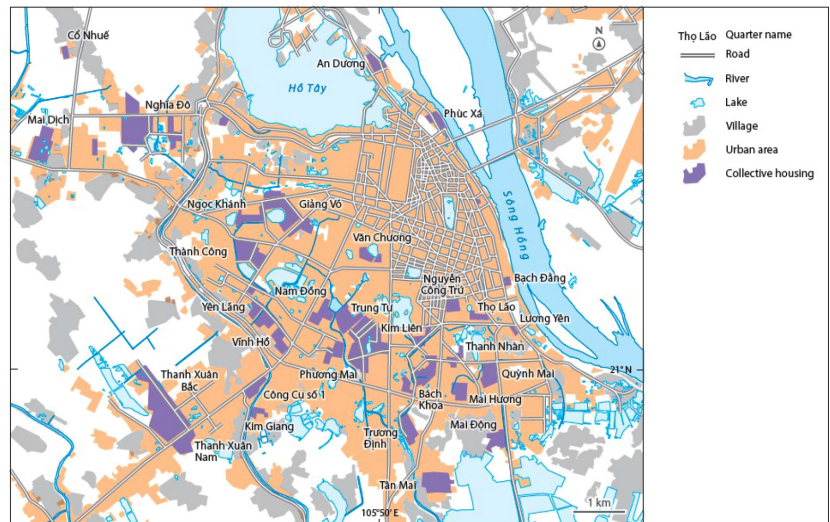 Cổ Nhuế
An Dương
Hồ Tây
N
Nghĩa Đô
Mai Dịch
Phúc Xá
Sông Hồng
Ngọc Khánh
Giảng Võ
Văn Chương
Thành Công
Nam Đồng
Nguyễn
Công Trứ
Bạch Đằng
Yên Lãng
Trung Tự
Thọ Lão
Kim Liên
Lương Yên
Vĩnh Hồ
Thanh Nhàn
21° N
Thanh Xuân
Bắc
Phương Mai
Quỳnh Mai
Công Cụ số 1
Bách
Khoa
Mai Hương
Kim Giang
Trương
Định
Mai Động
Thanh Xuân
Nam
Tân Mai
105°50' E
1 km
Thọ Lão Quarter name
Road
River
Lake
Village
Urban area
Collective housing